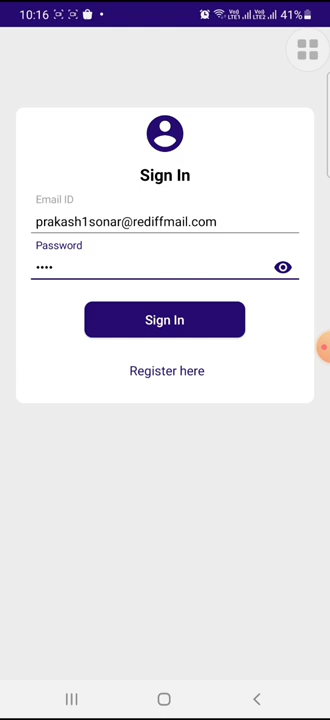 10:16 41%
Sign In
Email ID
prakash1sonar@rediffmail.com
Password
••••
Sign In
Register here